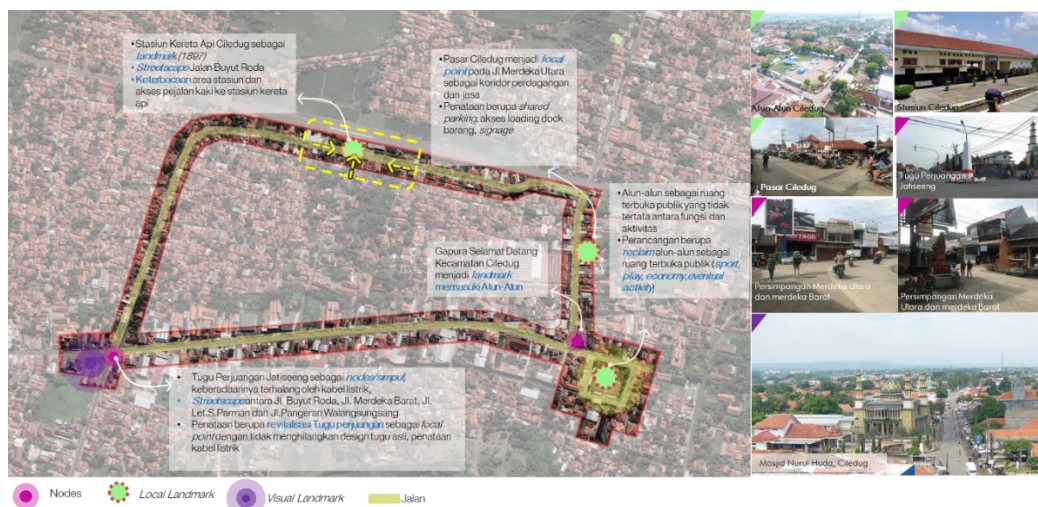 •Stasiun Kereta Api Ciledug sebagai
landmark (1897)
•Streetscape Jalan Buyut Roda
•Keterbacaan area stasiun dan
akses pejalan kaki ke stasiun kereta
api
•Pasar Ciledug menjadi focal
point pada Jl Merdeka Utara
sebagai koridor perdagangan
dan jasa
•Penataan berupa shared
parking, akses loading dock
barang, signage
•Alun-alun sebagai ruang
terbuka publik yang tidak
tertata antara fungsi dan
aktivitas
•Perancangan berupa
reclaim alun-alun sebagai
ruang terbuka publik (sport,
play, economy,eventual
activity)
Gapura Selamat Datang
Kecamatan Ciledug
menjadi landmark
memasuki Alun-Alun
• Tugu Perjuangan Jatiseeng sebagai nodes/simpul,
keberadaannya terhalang oleh kabel listrik,
• Streetscape antara Jl. Buyut Roda, Jl. Merdeka Barat, Jl.
Let.S.Parman dan Jl.Pangeran Walangsungsang
• Penataan berupa revitalisasi Tugu perjuangan sebagai local
point dengan tidak menghilangkan design tugu asli, penataan
kabel listrik
Alun-Alun Ciledug
Stasiun Ciledug
Pasar Ciledug
Tugu Perjuangan
Jatiseeng
Persimpangan Merdeka Utara
dan merdeka Barat
Persimpangan Merdeka
Utara dan merdeka Barat
Masjid Nurul Huda, Ciledug
Nodes
Local Landmark
Visual Landmark
Jalan